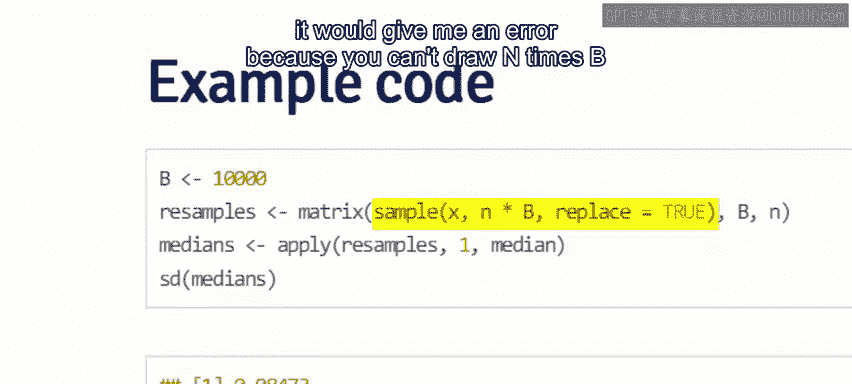 it would give me an error
because you can't draw N times B
Example code
B <- 10000
resamples <- matrix(sample(x, n * B, replace = TRUE), B, n)
medians <- apply(resamples, 1, median)
sd(medians)